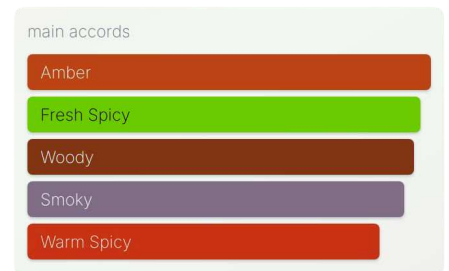 main accords
Amber
Fresh Spicy
Woody
Smoky
Warm Spicy